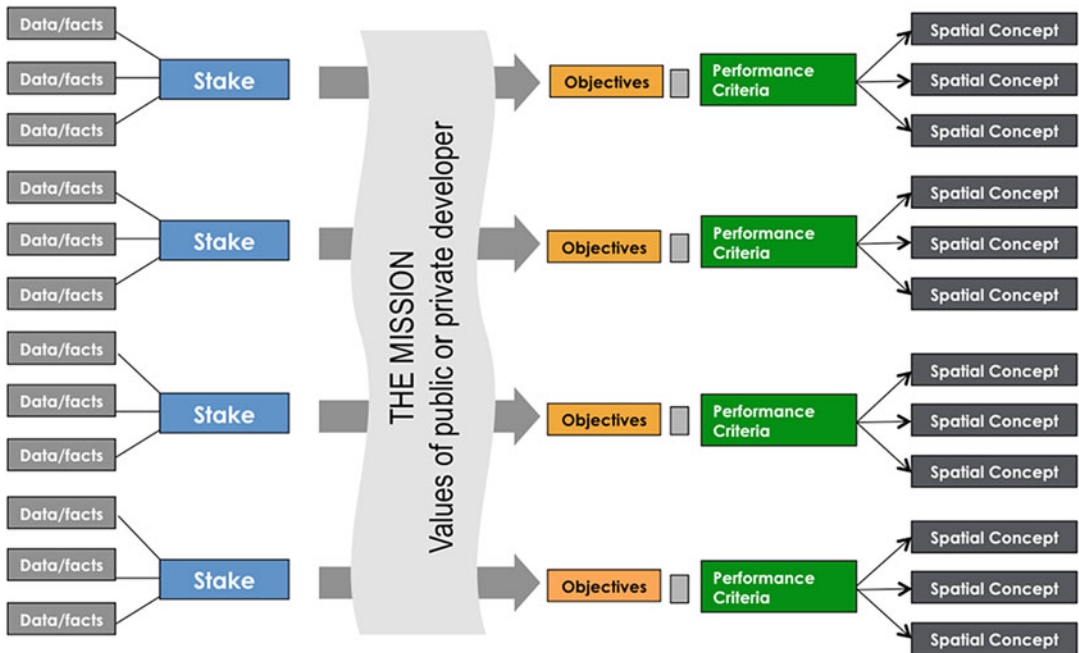 Data/facts
Data/facts
Data/facts
Stake
Data/facts
Data/facts
Data/facts
Stake
Data/facts
Data/facts
Data/facts
Stake
Data/facts
Data/facts
Data/facts
Stake
THE MISSION
Values of public or private developer
Objectives
Performance
Criteria
Spatial Concept
Spatial Concept
Spatial Concept
Objectives
Performance
Criteria
Spatial Concept
Spatial Concept
Spatial Concept
Objectives
Performance
Criteria
Spatial Concept
Spatial Concept
Spatial Concept
Objectives
Performance
Criteria
Spatial Concept
Spatial Concept
Spatial Concept